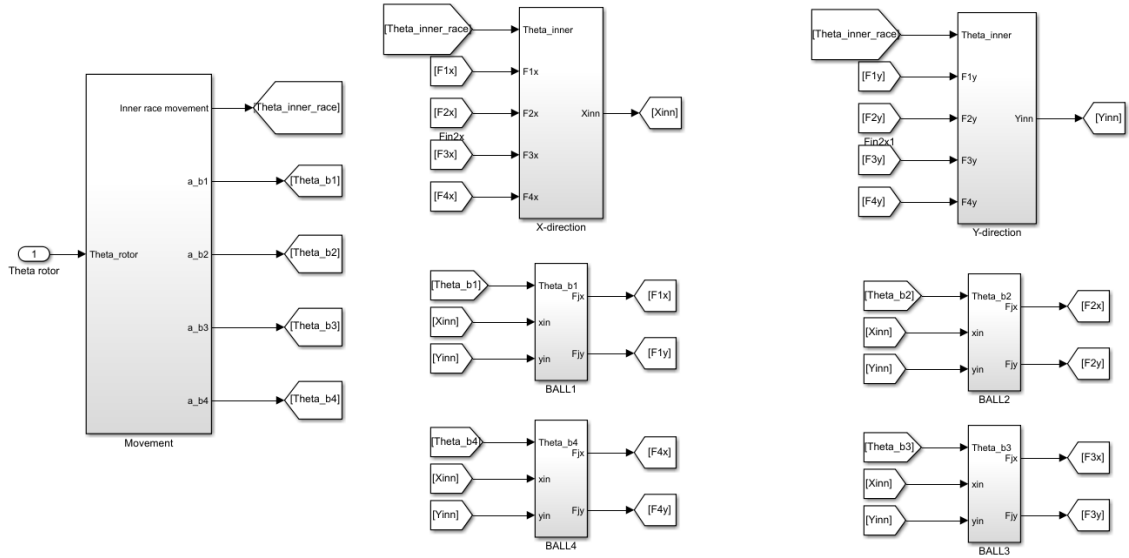 Inner race movement
a_b1
a_b2
a_b3
a_b4
Theta_rotor
Movement
1
Theta rotor
[Theta_inner_race]
[Theta_b1]
[Theta_b2]
[Theta_b3]
[Theta_b4]
[Theta_inner_race]
[F1x]
[F2x]
Fin2x
[F3x]
[F4x]
Theta_inner
F1x
F2x
F3x
F4x
Xinn
X-direction
[Xinn]
[Theta_inner_race]
[F1y]
[F2y]
Fin2x1
[F3y]
[F4y]
Theta_inner
F1y
F2y
F3y
F4y
Yinn
Y-direction
[Yinn]
[Theta_b1]
[Xinn]
[Yinn]
Theta_b1
Fjx
xin
Fjy
yin
BALL1
[F1x]
[F1y]
[Theta_b2]
[Xinn]
[Yinn]
Theta_b2
Fjx
xin
Fjy
yin
BALL2
[F2x]
[F2y]
[Theta_b4]
[Xinn]
[Yinn]
Theta_b4
Fjx
xin
Fjy
yin
BALL4
[F4x]
[F4y]
[Theta_b3]
[Xinn]
[Yinn]
Theta_b3
Fjx
xin
Fjy
yin
BALL3
[F3x]
[F3y]